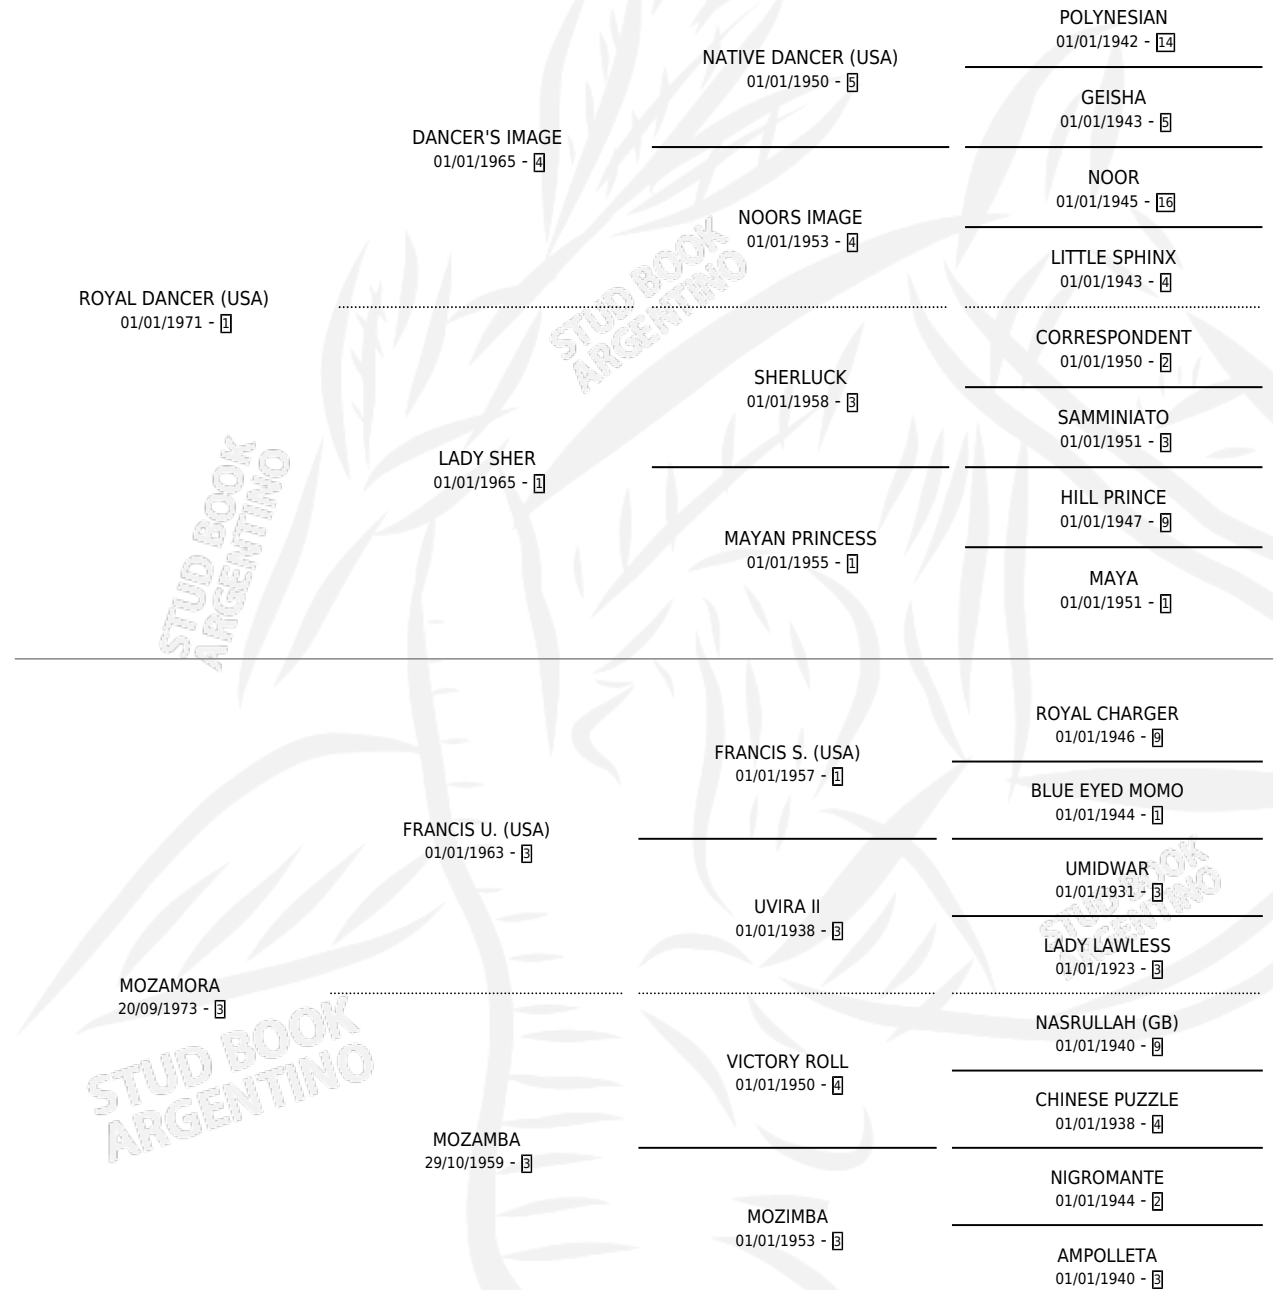 POLYNESIAN
01/01/1942 - 14
NATIVE DANCER (USA)
01/01/1950 - 5
GEISHA
01/01/1943 - 5
DANCER'S IMAGE
01/01/1965 - 4
NOOR
01/01/1945 - 16
NOORS IMAGE
01/01/1953 - 4
LITTLE SPHINX
01/01/1943 - 4
ROYAL DANCER (USA)
01/01/1971 - 1
STUD BOOK
ARGENTINO
CORRESPONDENT
01/01/1950 - 2
SHERLUCK
01/01/1958 - 3
SAMMINIATO
01/01/1951 - 3
LADY SHER
01/01/1965 - 1
HILL PRINCE
01/01/1947 - 9
MAYAN PRINCESS
01/01/1955 - 1
MAYA
01/01/1951 - 1
STUD BOOK
ARGENTINO
ROYAL CHARGER
01/01/1946 - 9
FRANCIS S. (USA)
01/01/1957 - 1
BLUE EYED MOMO
01/01/1944 - 1
FRANCIS U. (USA)
01/01/1963 - 3
UMIDWAR
01/01/1931 - 3
UVIRA II
01/01/1938 - 3
STUD BOOK
ARGENTINO
LADY LAWLESS
01/01/1923 - 3
MOZAMORA
20/09/1973 - 3
NASRULLAH (GB)
01/01/1940 - 9
VICTORY ROLL
01/01/1950 - 4
CHINESE PUZZLE
01/01/1938 - 4
STUD BOOK
ARGENTINO
MOZAMBA
29/10/1959 - 3
NIGROMANTE
01/01/1944 - 2
MOZIMBA
01/01/1953 - 3
AMPOLLETA
01/01/1940 - 3